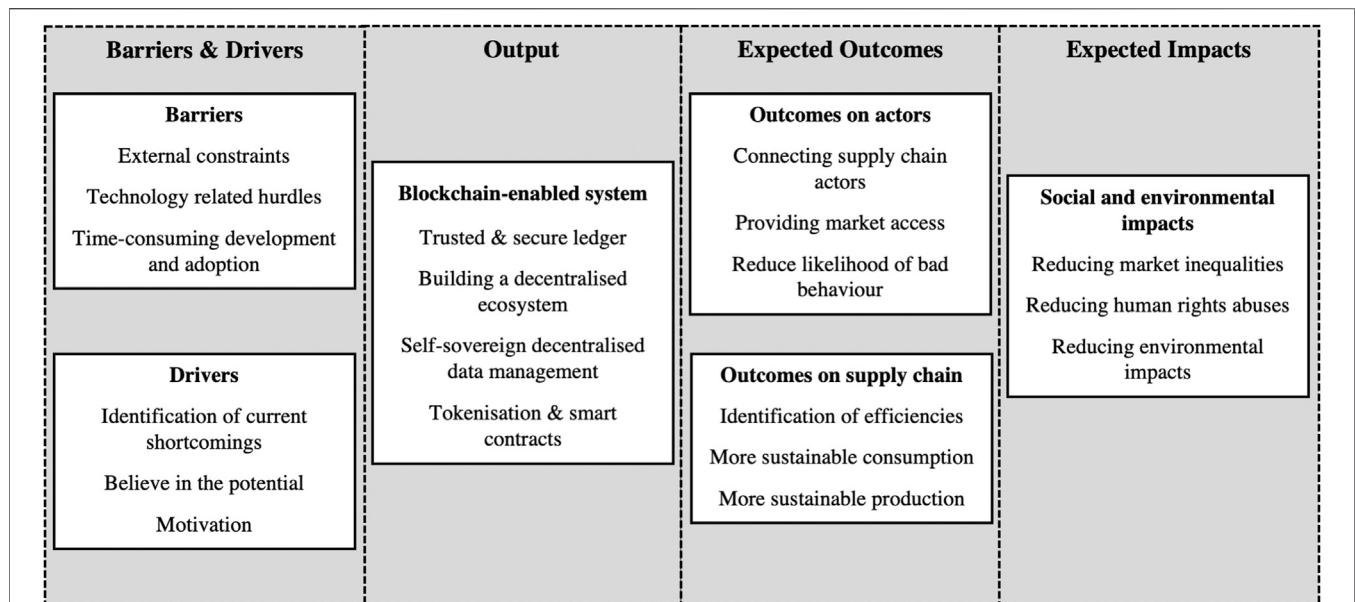 Barriers & Drivers
Barriers
External constraints
Technology related hurdles
Time-consuming development
and adoption
Drivers
Identification of current
shortcomings
Believe in the potential
Motivation
Output
Blockchain-enabled system
Trusted & secure ledger
Building a decentralised
ecosystem
Self-sovereign decentralised
data management
Tokenisation & smart
contracts
Expected Outcomes
Outcomes on actors
Connecting supply chain
actors
Providing market access
Reduce likelihood of bad
behaviour
Outcomes on supply chain
Identification of efficiencies
More sustainable consumption
More sustainable production
Expected Impacts
Social and environmental
impacts
Reducing market inequalities
Reducing human rights abuses
Reducing environmental
impacts